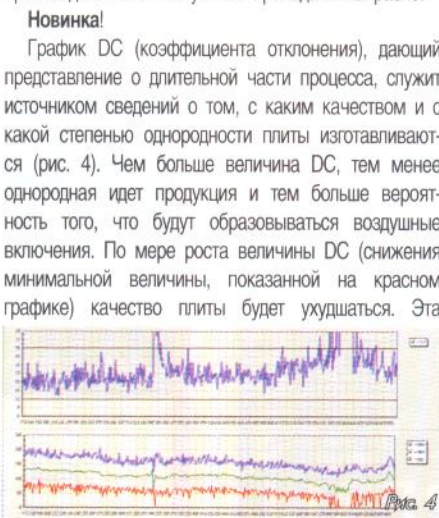 Новинка!
График DC (коэффициента отклонения), дающий
представление о длительной части процесса, служит
источником сведений о том, с каким качеством и с
какой степенью однородности плиты изготавливают-
ся (рис. 4). Чем больше величина DC, тем менее
однородная идет продукция и тем больше вероят-
ность того, что будут образовываться воздушные
включения. По мере роста величины DC (снижения
минимальной величины, показанной на красном
графике) качество плиты будет ухудшаться. Эта
Рис. 4